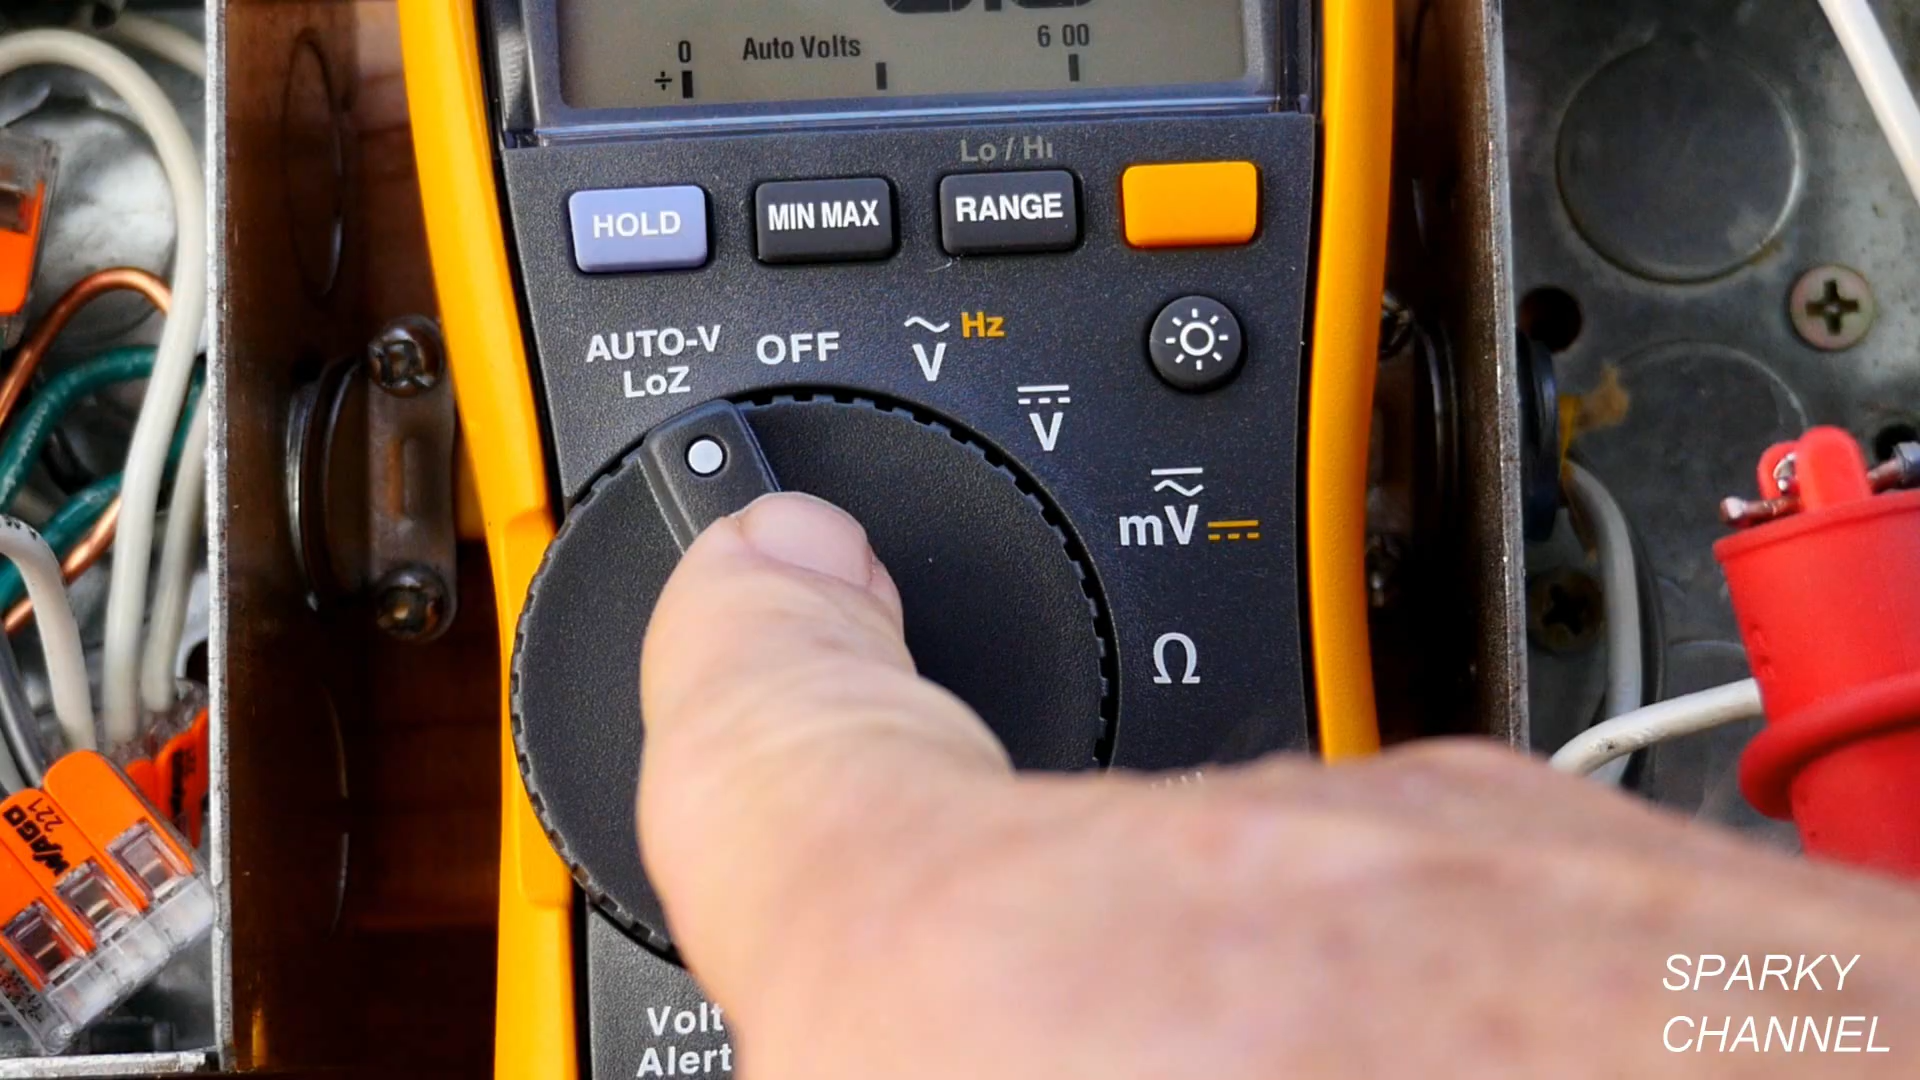 0 Auto Volts 6 00
÷
Lo / Hi
HOLD MIN MAX RANGE
AUTO-V OFF V Hz
LoZ
V
mV
Ω
WAGO
221
Volt
Alert
SPARKY
CHANNEL